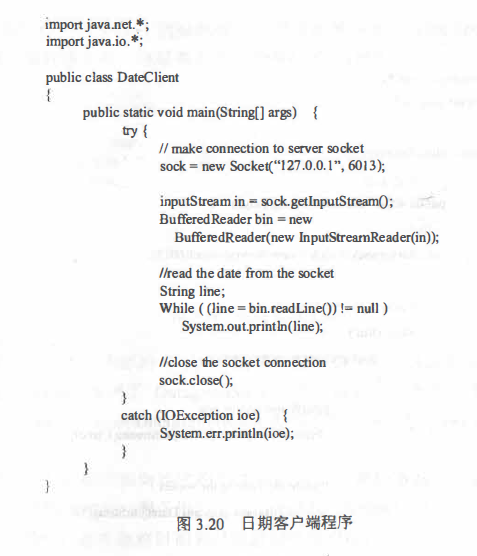 import java.net.*;
import java.io.*;
public class DateClient
{
public static void main(String[] args) {
try {
// make connection to server socket
sock = new Socket(“127.0.0.1”, 6013);
inputStream in = sock.getInputStream();
BufferedReader bin = new
BufferedReader(new InputStreamReader(in));
//read the date from the socket
String line;
While ( (line = bin.readLine()) != null )
System.out.println(line);
//close the socket connection
sock.close();
}
catch (IOException ioe) {
System.err.println(ioe);
}
}
}
图 3.20 日期客户端程序